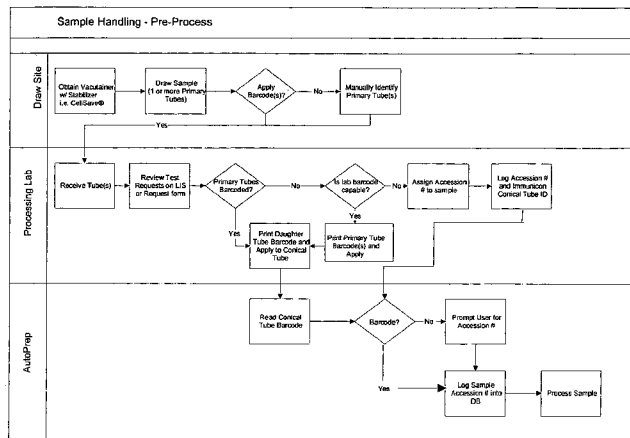 Sample Handling - Pre-Process
Draw Site
Obtain Vacutainer
w/ Stabilizer
i.e. CellSave®
Draw Sample
(1 or more Primary
Tubes)
Apply
Barcode(s)?
No
Manually Identify
Primary Tube(s)
Yes
Processing Lab
Receive Tube(s)
Review Test
Requests on LIS
or Request form
Primary Tubes
Barcoded?
No
Is lab barcode
capable?
No
Assign Accession
# to sample
Log Accession #
and Immunicon
Conical Tube ID
Yes
Yes
Print Daughter
Tube Barcode and
Apply to Conical
Tube
Print Primary Tube
Barcode(s) and
Apply
AutoPrep
Read Conical
Tube Barcode
Barcode?
No
Prompt User for
Accession #
Yes
Log Sample
Accession # into
DB
Process Sample